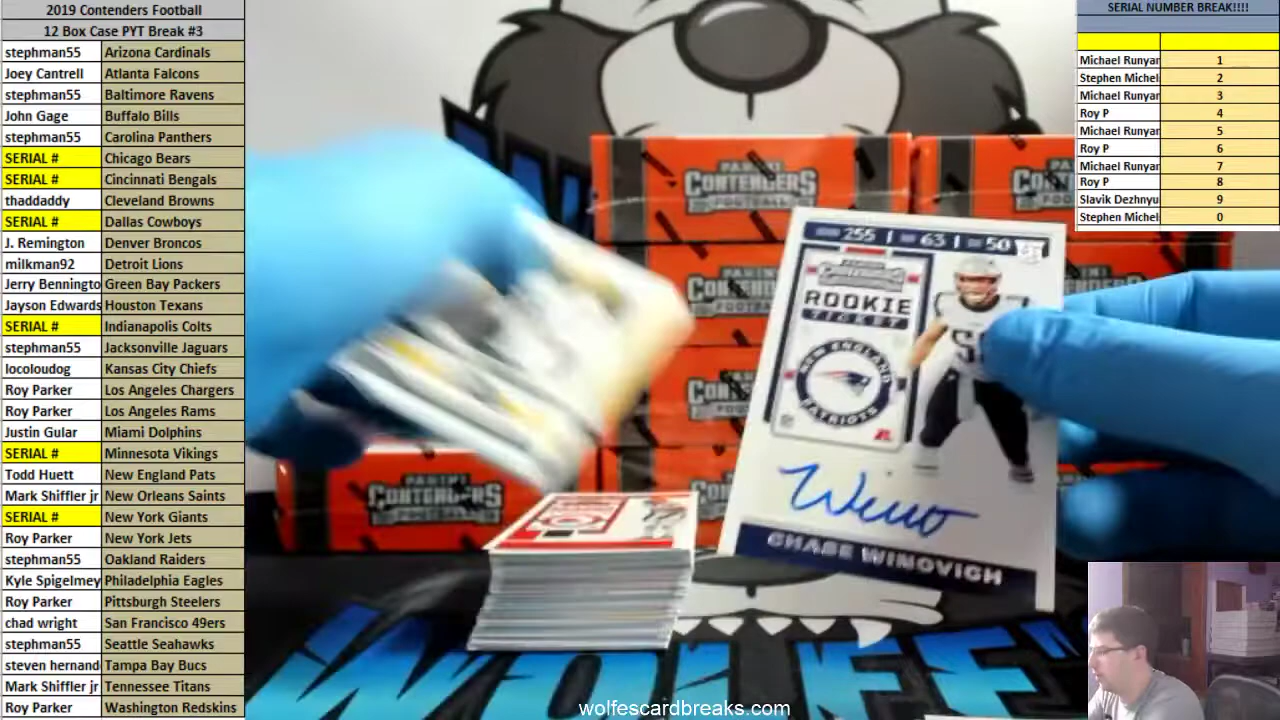 2019 Contenders Football
12 Box Case PYT Break #3
stephman55 Arizona Cardinals
Joey Cantrell Atlanta Falcons
stephman55 Baltimore Ravens
John Gage Buffalo Bills
stephman55 Carolina Panthers
SERIAL # Chicago Bears
SERIAL # Cincinnati Bengals
thaddaddy Cleveland Browns
SERIAL # Dallas Cowboys
J. Remington Denver Broncos
milkman92 Detroit Lions
Jerry Benningto Green Bay Packers
Jayson Edwards Houston Texans
SERIAL # Indianapolis Colts
stephman55 Jacksonville Jaguars
locoloudog Kansas City Chiefs
Roy Parker Los Angeles Chargers
Roy Parker Los Angeles Rams
Justin Gular Miami Dolphins
SERIAL # Minnesota Vikings
Todd Huett New England Pats
Mark Shiffler jr New Orleans Saints
SERIAL # New York Giants
Roy Parker New York Jets
stephman55 Oakland Raiders
Kyle Spigelmey Philadelphia Eagles
Roy Parker Pittsburgh Steelers
chad wright San Francisco 49ers
stephman55 Seattle Seahawks
steven hernand Tampa Bay Bucs
Mark Shiffler jr Tennessee Titans
Roy Parker Washington Redskins
SERIAL NUMBER BREAK!!!!
Michael Runyan 1
Stephen Michel 2
Michael Runyan 3
Roy P 4
Michael Runyan 5
Roy P 6
Michael Runyan 7
Roy P 8
Slavik Dezhnyu 9
Stephen Michel 0
PANINI
CONTENDERS
FOOTBALL
255 63 50
Contenders
ROOKIE
TICKET
NEW ENGLAND
PATRIOTS
Wino
CHASE WINOVICH
CONTENDERS
WOLFE'
wolfescardbreaks.com